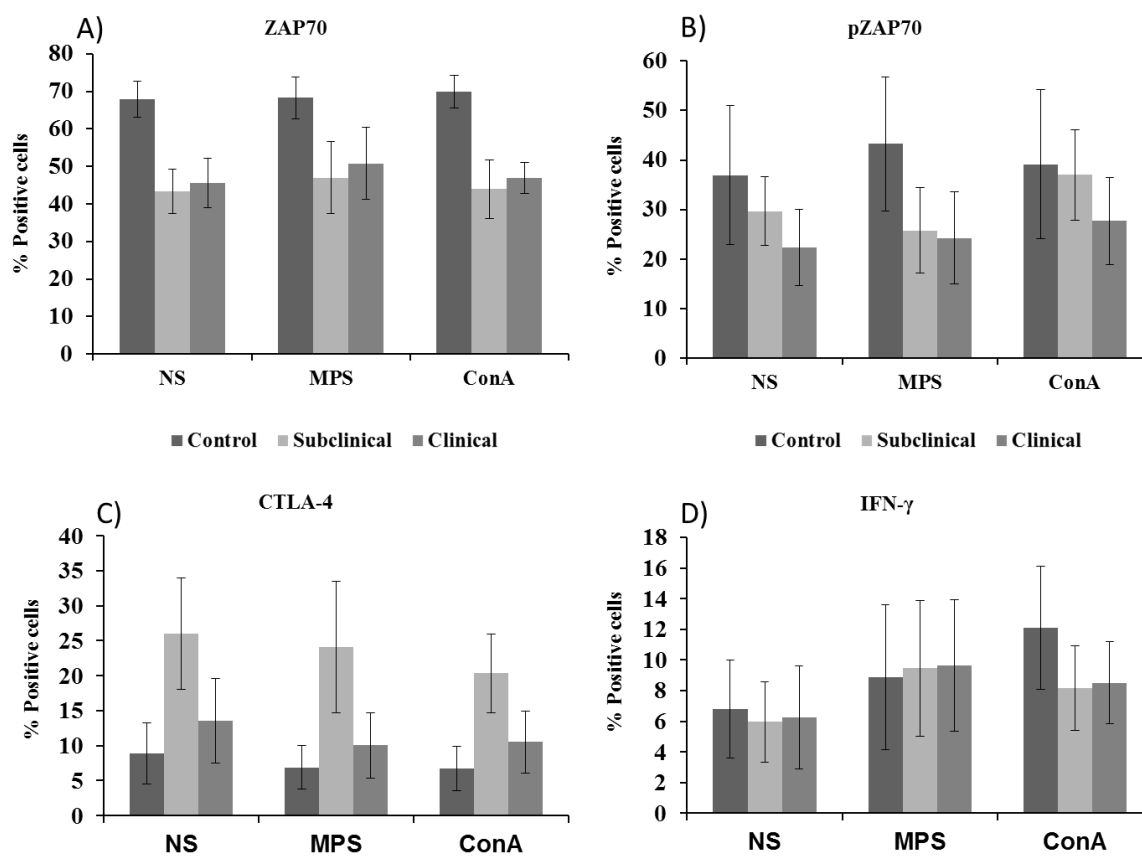 A)
ZAP70
% Positive cells
80
70
60
50
40
30
20
10
0
NS MPS ConA
B)
pZAP70
% Positive cells
60
50
40
30
20
10
0
NS MPS ConA
Control Subclinical Clinical
Control Subclinical Clinical
C)
CTLA-4
% Positive cells
40
35
30
25
20
15
10
5
0
NS MPS ConA
D)
IFN-γ
% Positive cells
18
16
14
12
10
8
6
4
2
0
NS MPS ConA